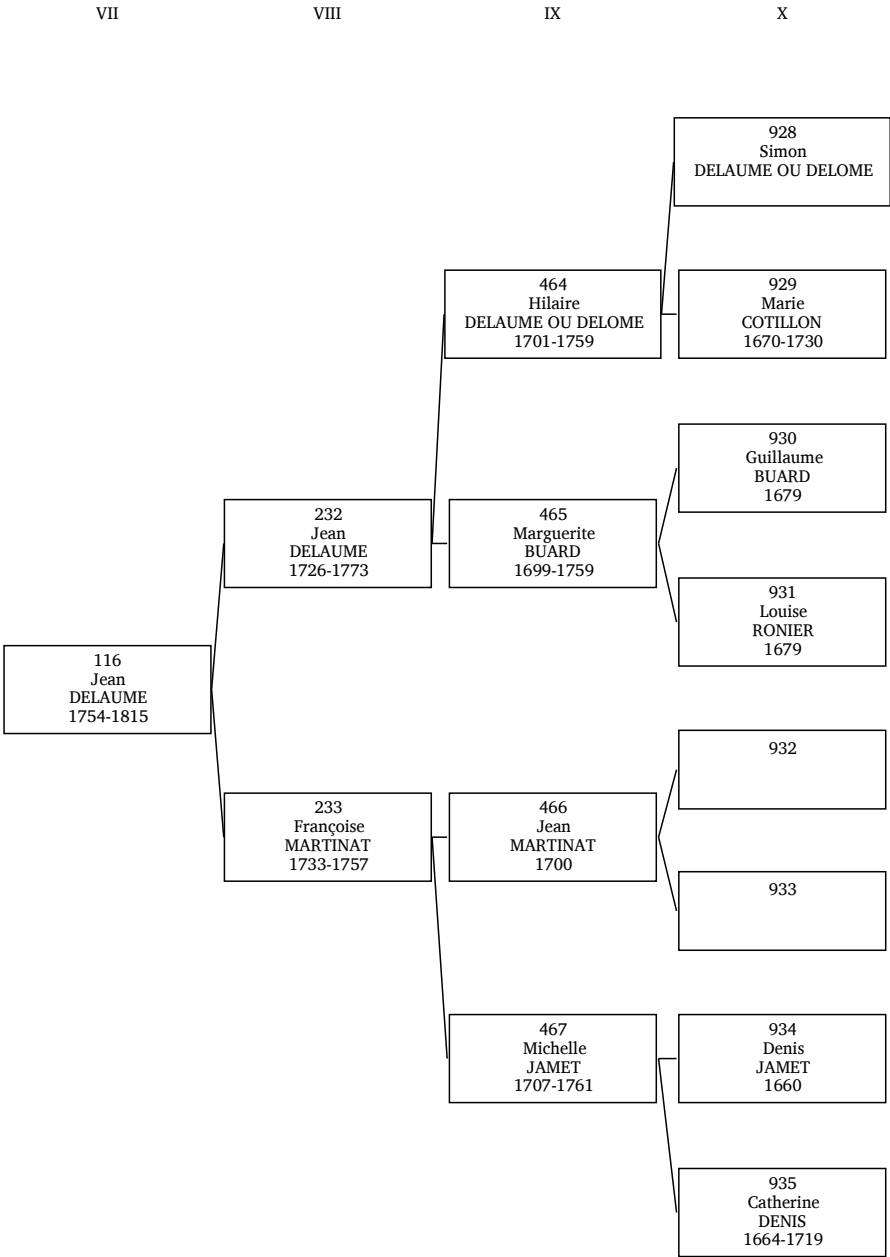 VII VIII IX X
928
Simon
DELAUME OU DELOME
464
Hilaire
DELAUME OU DELOME
1701-1759
929
Marie
COTILLON
1670-1730
930
Guillaume
BUARD
1679
232
Jean
DELAUME
1726-1773
465
Marguerite
BUARD
1699-1759
931
Louise
RONIER
1679
116
Jean
DELAUME
1754-1815
932
233
Françoise
MARTINAT
1733-1757
466
Jean
MARTINAT
1700
933
467
Michelle
JAMET
1707-1761
934
Denis
JAMET
1660
935
Catherine
DENIS
1664-1719